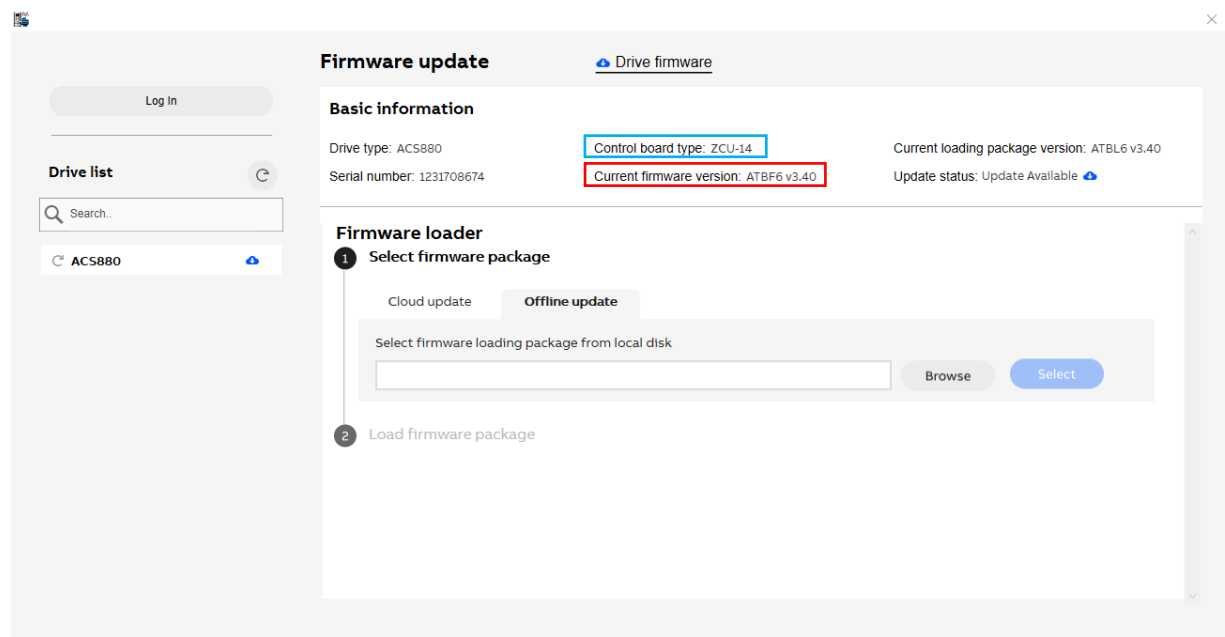 Firmware update
Drive firmware
Log In
Basic information
Drive type: ACS880
Control board type: ZCU-14
Current loading package version: ATBL6 v3.40
Drive list
Serial number: 1231708674
Current firmware version: ATBF6 v3.40
Update status: Update Available
Search..
Firmware loader
1 Select firmware package
ACS880
Cloud update
Offline update
Select firmware loading package from local disk
Browse
Select
2 Load firmware package